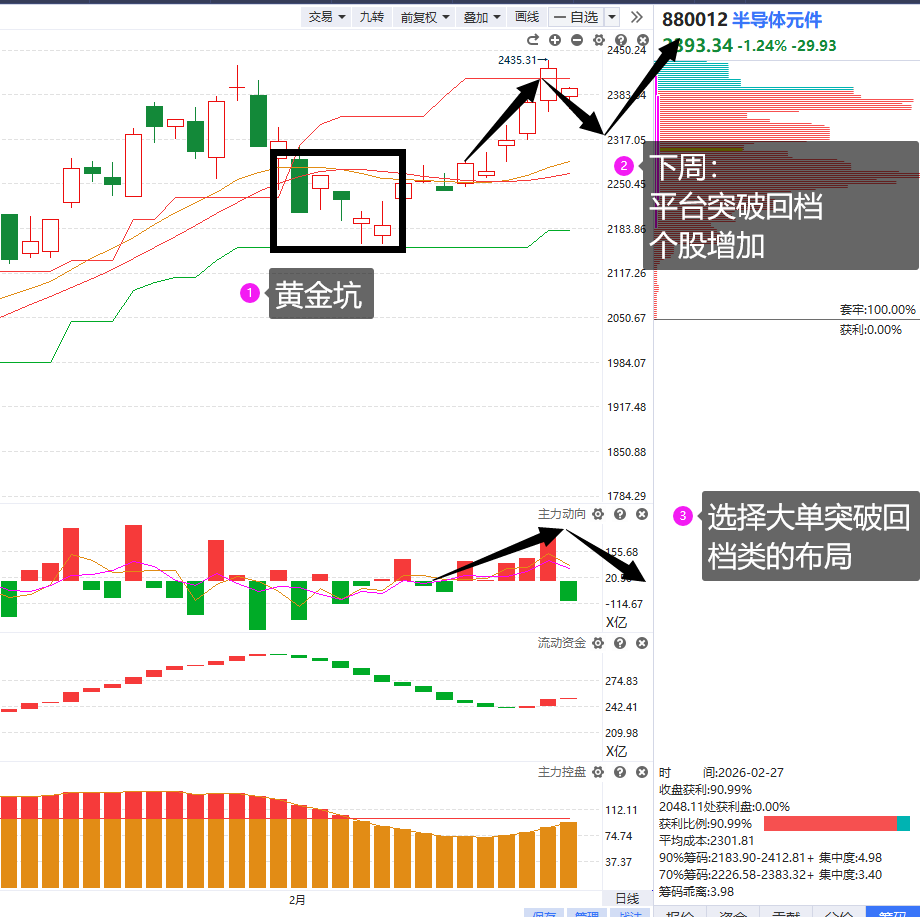 交易 九转 前复权 叠加 画线 自选
880012 半导体元件
2393.34 -1.24% -29.93
2450.24
2435.31
2317.05
2250.45
2183.86
2117.26
2050.67
1984.07
1917.48
1850.88
1784.29
1 黄金坑
2 下周:
平台突破回档
个股增加
套牢:100.00%
获利:0.00%
3 选择大单突破回
档类的布局
主力动向
155.68
-114.67
X亿
流动资金
274.83
242.41
209.98
X亿
主力控盘
112.11
74.74
37.37
2月
日线
时 间:2026-02-27
收盘获利:90.99%
2048.11处获利盘:0.00%
获利比例:90.99%
平均成本:2301.81
90%筹码:2183.90-2412.81+ 集中度:4.98
70%筹码:2226.58-2383.32+ 集中度:3.40
筹码乖离:3.98